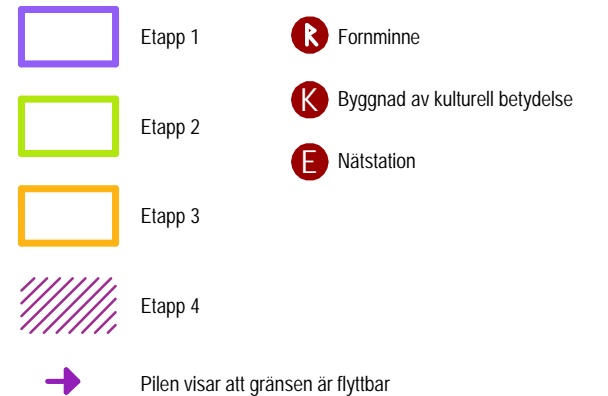 Etapp 1
Etapp 2
Etapp 3
Etapp 4
Pilen visar att gränsen är flyttbar
R Fornminne
K Byggnad av kulturell betydelse
E Nätstation